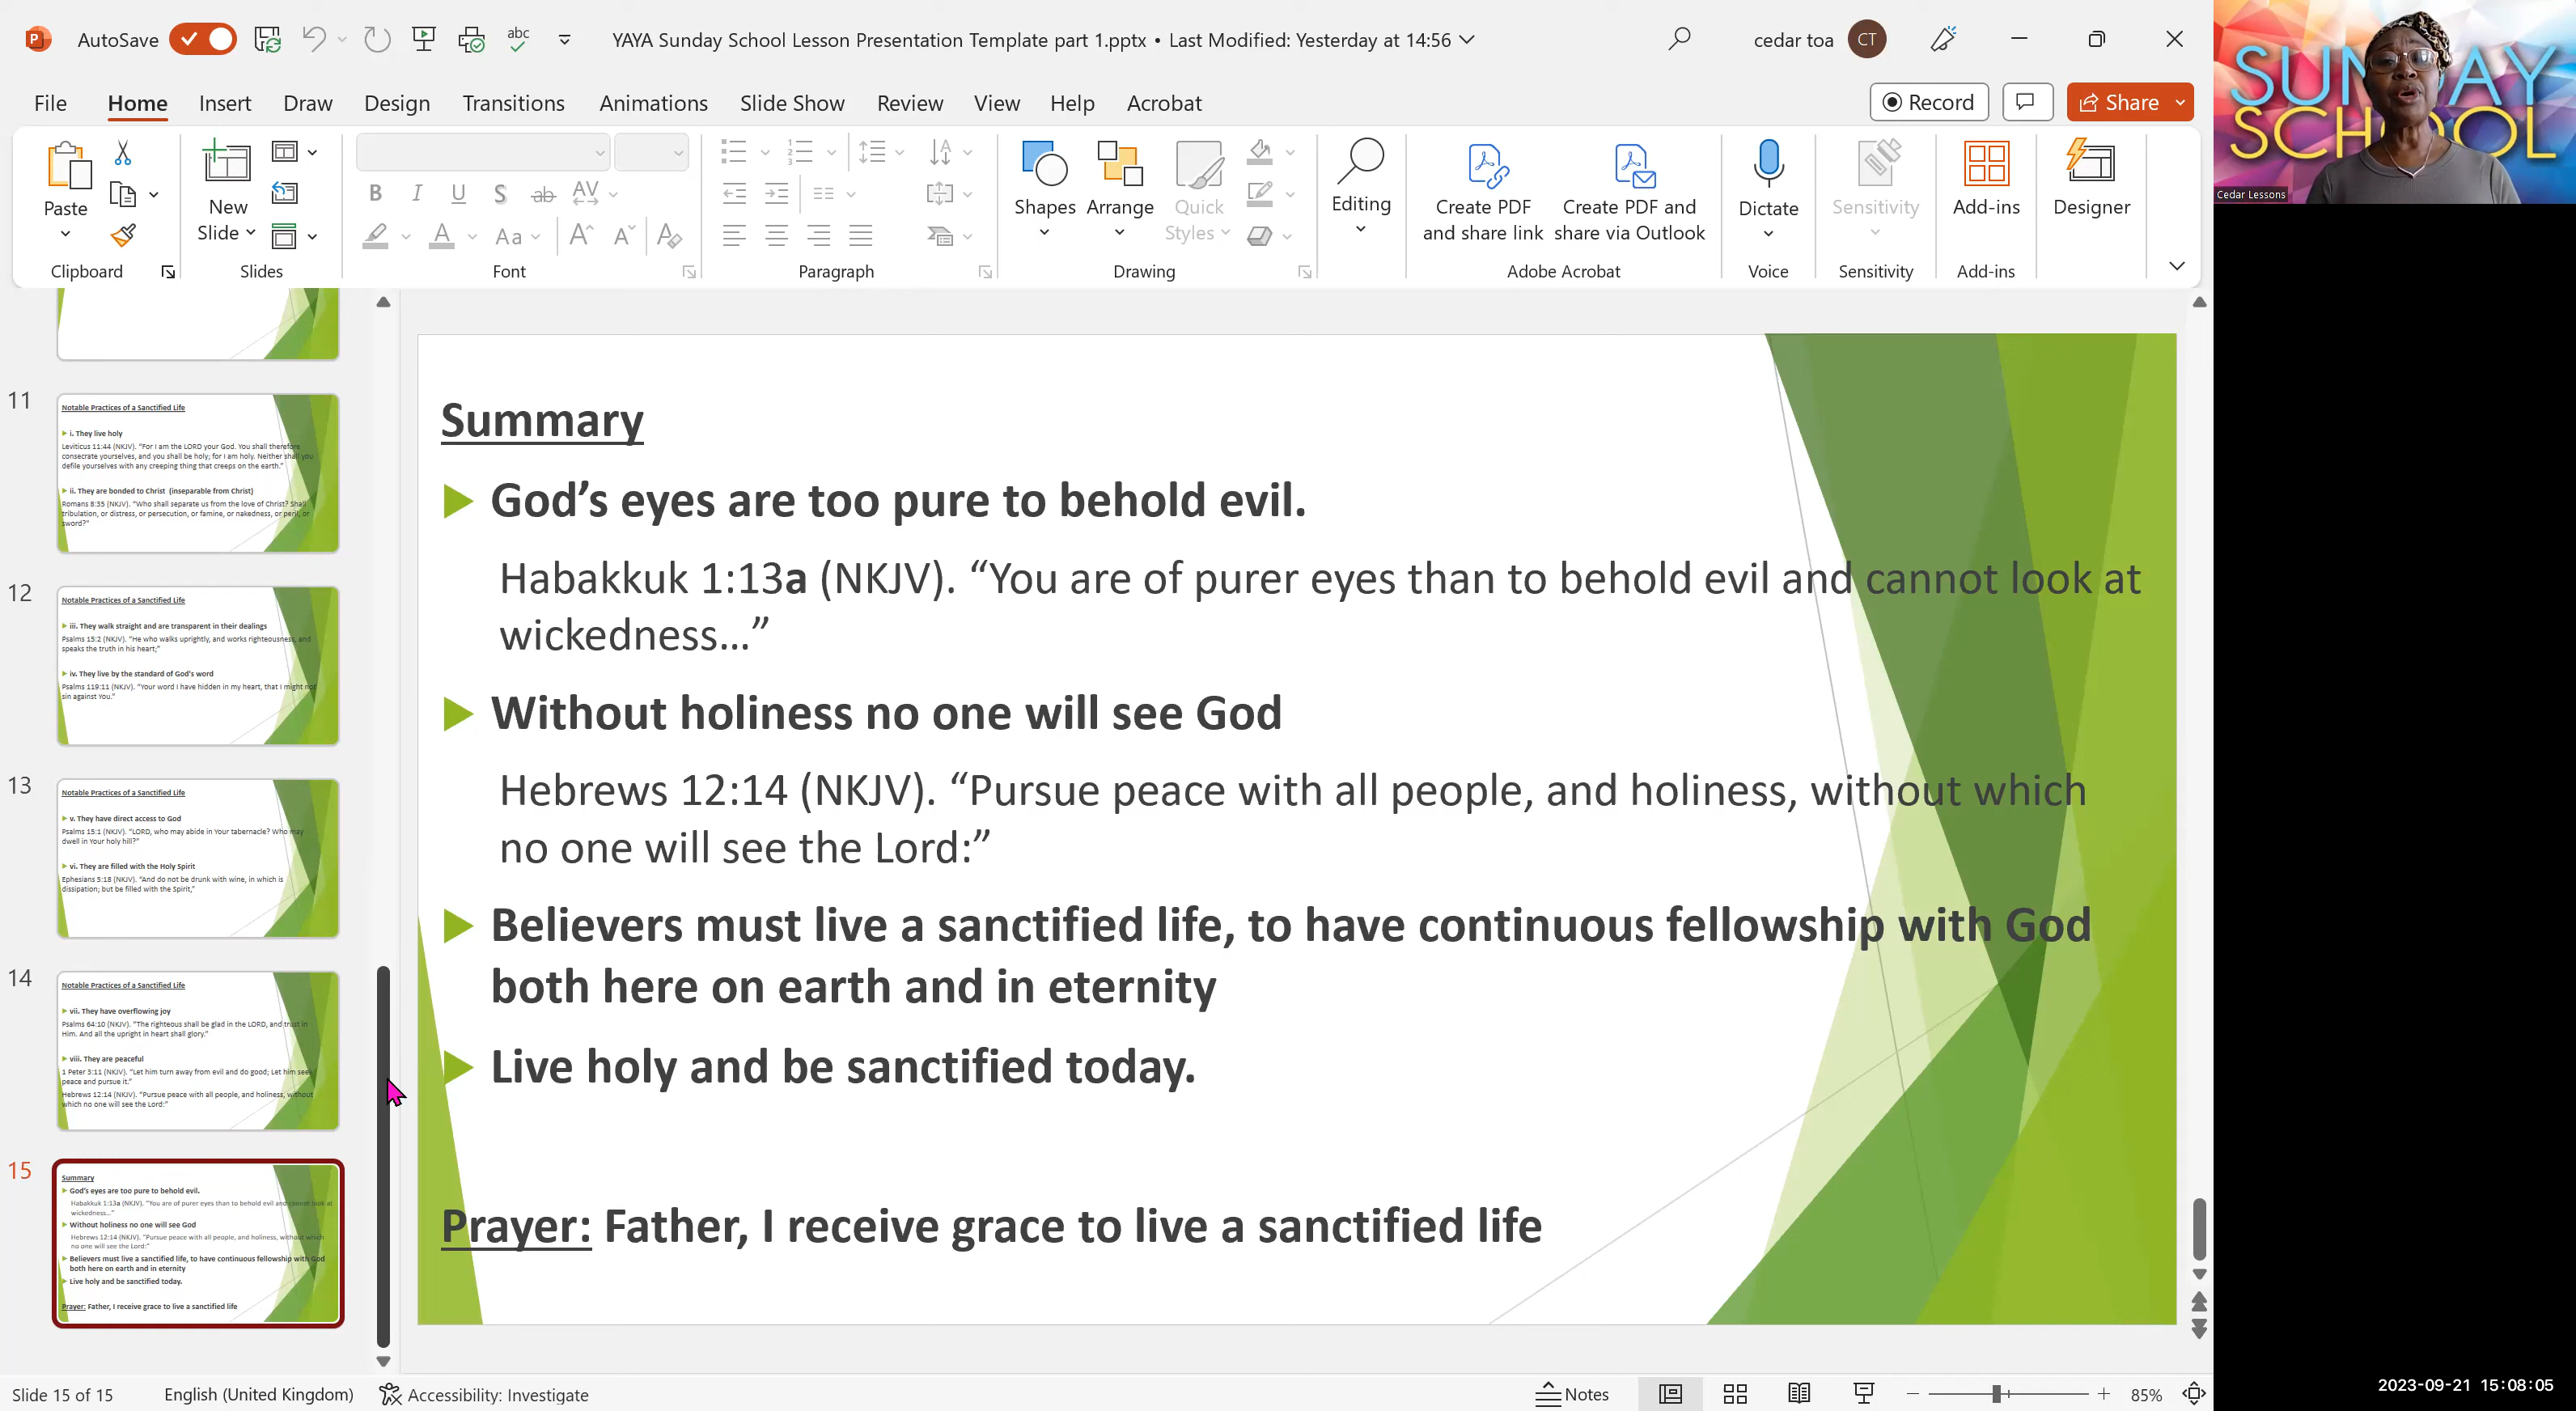 AutoSave
abc
YAYA Sunday School Lesson Presentation Template part 1.pptx • Last Modified: Yesterday at 14:56
cedar toa
CT
File Home Insert Draw Design Transitions Animations Slide Show Review View Help Acrobat
Record
Share
Paste
New
Slide
Shapes
Arrange
Quick
Styles
Editing
Create PDF
and share link
Create PDF and
share via Outlook
Dictate
Sensitivity
Add-ins
Designer
Clipboard
Slides
Font
Paragraph
Drawing
Adobe Acrobat
Voice
Sensitivity
Add-ins
SUNDAY
SCHOOL
Cedar Lessons
11
Notable Practices of a Sanctified Life
i. They live holy
Leviticus 11:44 (NKJV). “For I am the LORD your God. You shall therefore
consecrate yourselves, and you shall be holy; for I am holy. Neither shall you
defile yourselves with any creeping thing that creeps on the earth.”
ii. They are bonded to Christ (inseparable from Christ)
Romans 8:35 (NKJV). “Who shall separate us from the love of Christ? Shall
tribulation, or distress, or persecution, or famine, or nakedness, or peril, or
sword?”
12
Notable Practices of a Sanctified Life
iii. They walk straight and are transparent in their dealings
Psalms 15:2 (NKJV). “He who walks uprightly, and works righteousness, and
speaks the truth in his heart;”
iv. They live by the standard of God's word
Psalms 119:11 (NKJV). “Your word I have hidden in my heart, that I might not
sin against You.”
13
Notable Practices of a Sanctified Life
v. They have direct access to God
Psalms 15:1 (NKJV). “LORD, who may abide in Your tabernacle? Who may
dwell in Your holy hill?”
vi. They are filled with the Holy Spirit
Ephesians 5:18 (NKJV). “And do not be drunk with wine, in which is
dissipation; but be filled with the Spirit,”
14
Notable Practices of a Sanctified Life
vii. They have overflowing joy
Psalms 64:10 (NKJV). “The righteous shall be glad in the LORD, and trust in
Him. And all the upright in heart shall glory.”
viii. They are peaceful
1 Peter 3:11 (NKJV). “Let him turn away from evil and do good; Let him seek
peace and pursue it.”
Hebrews 12:14 (NKJV). “Pursue peace with all people, and holiness, without
which no one will see the Lord:”
15
Summary
God’s eyes are too pure to behold evil.
Habakkuk 1:13a (NKJV). “You are of purer eyes than to behold evil and cannot look at
wickedness…”
Without holiness no one will see God
Hebrews 12:14 (NKJV). “Pursue peace with all people, and holiness, without which
no one will see the Lord:”
Believers must live a sanctified life, to have continuous fellowship with God
both here on earth and in eternity
Live holy and be sanctified today.
Prayer: Father, I receive grace to live a sanctified life
Summary
God’s eyes are too pure to behold evil.
Habakkuk 1:13a (NKJV). “You are of purer eyes than to behold evil and cannot look at
wickedness…”
Without holiness no one will see God
Hebrews 12:14 (NKJV). “Pursue peace with all people, and holiness, without which
no one will see the Lord:”
Believers must live a sanctified life, to have continuous fellowship with God
both here on earth and in eternity
Live holy and be sanctified today.
Prayer: Father, I receive grace to live a sanctified life
Slide 15 of 15
English (United Kingdom)
Accessibility: Investigate
Notes
85%
2023-09-21 15:08:05